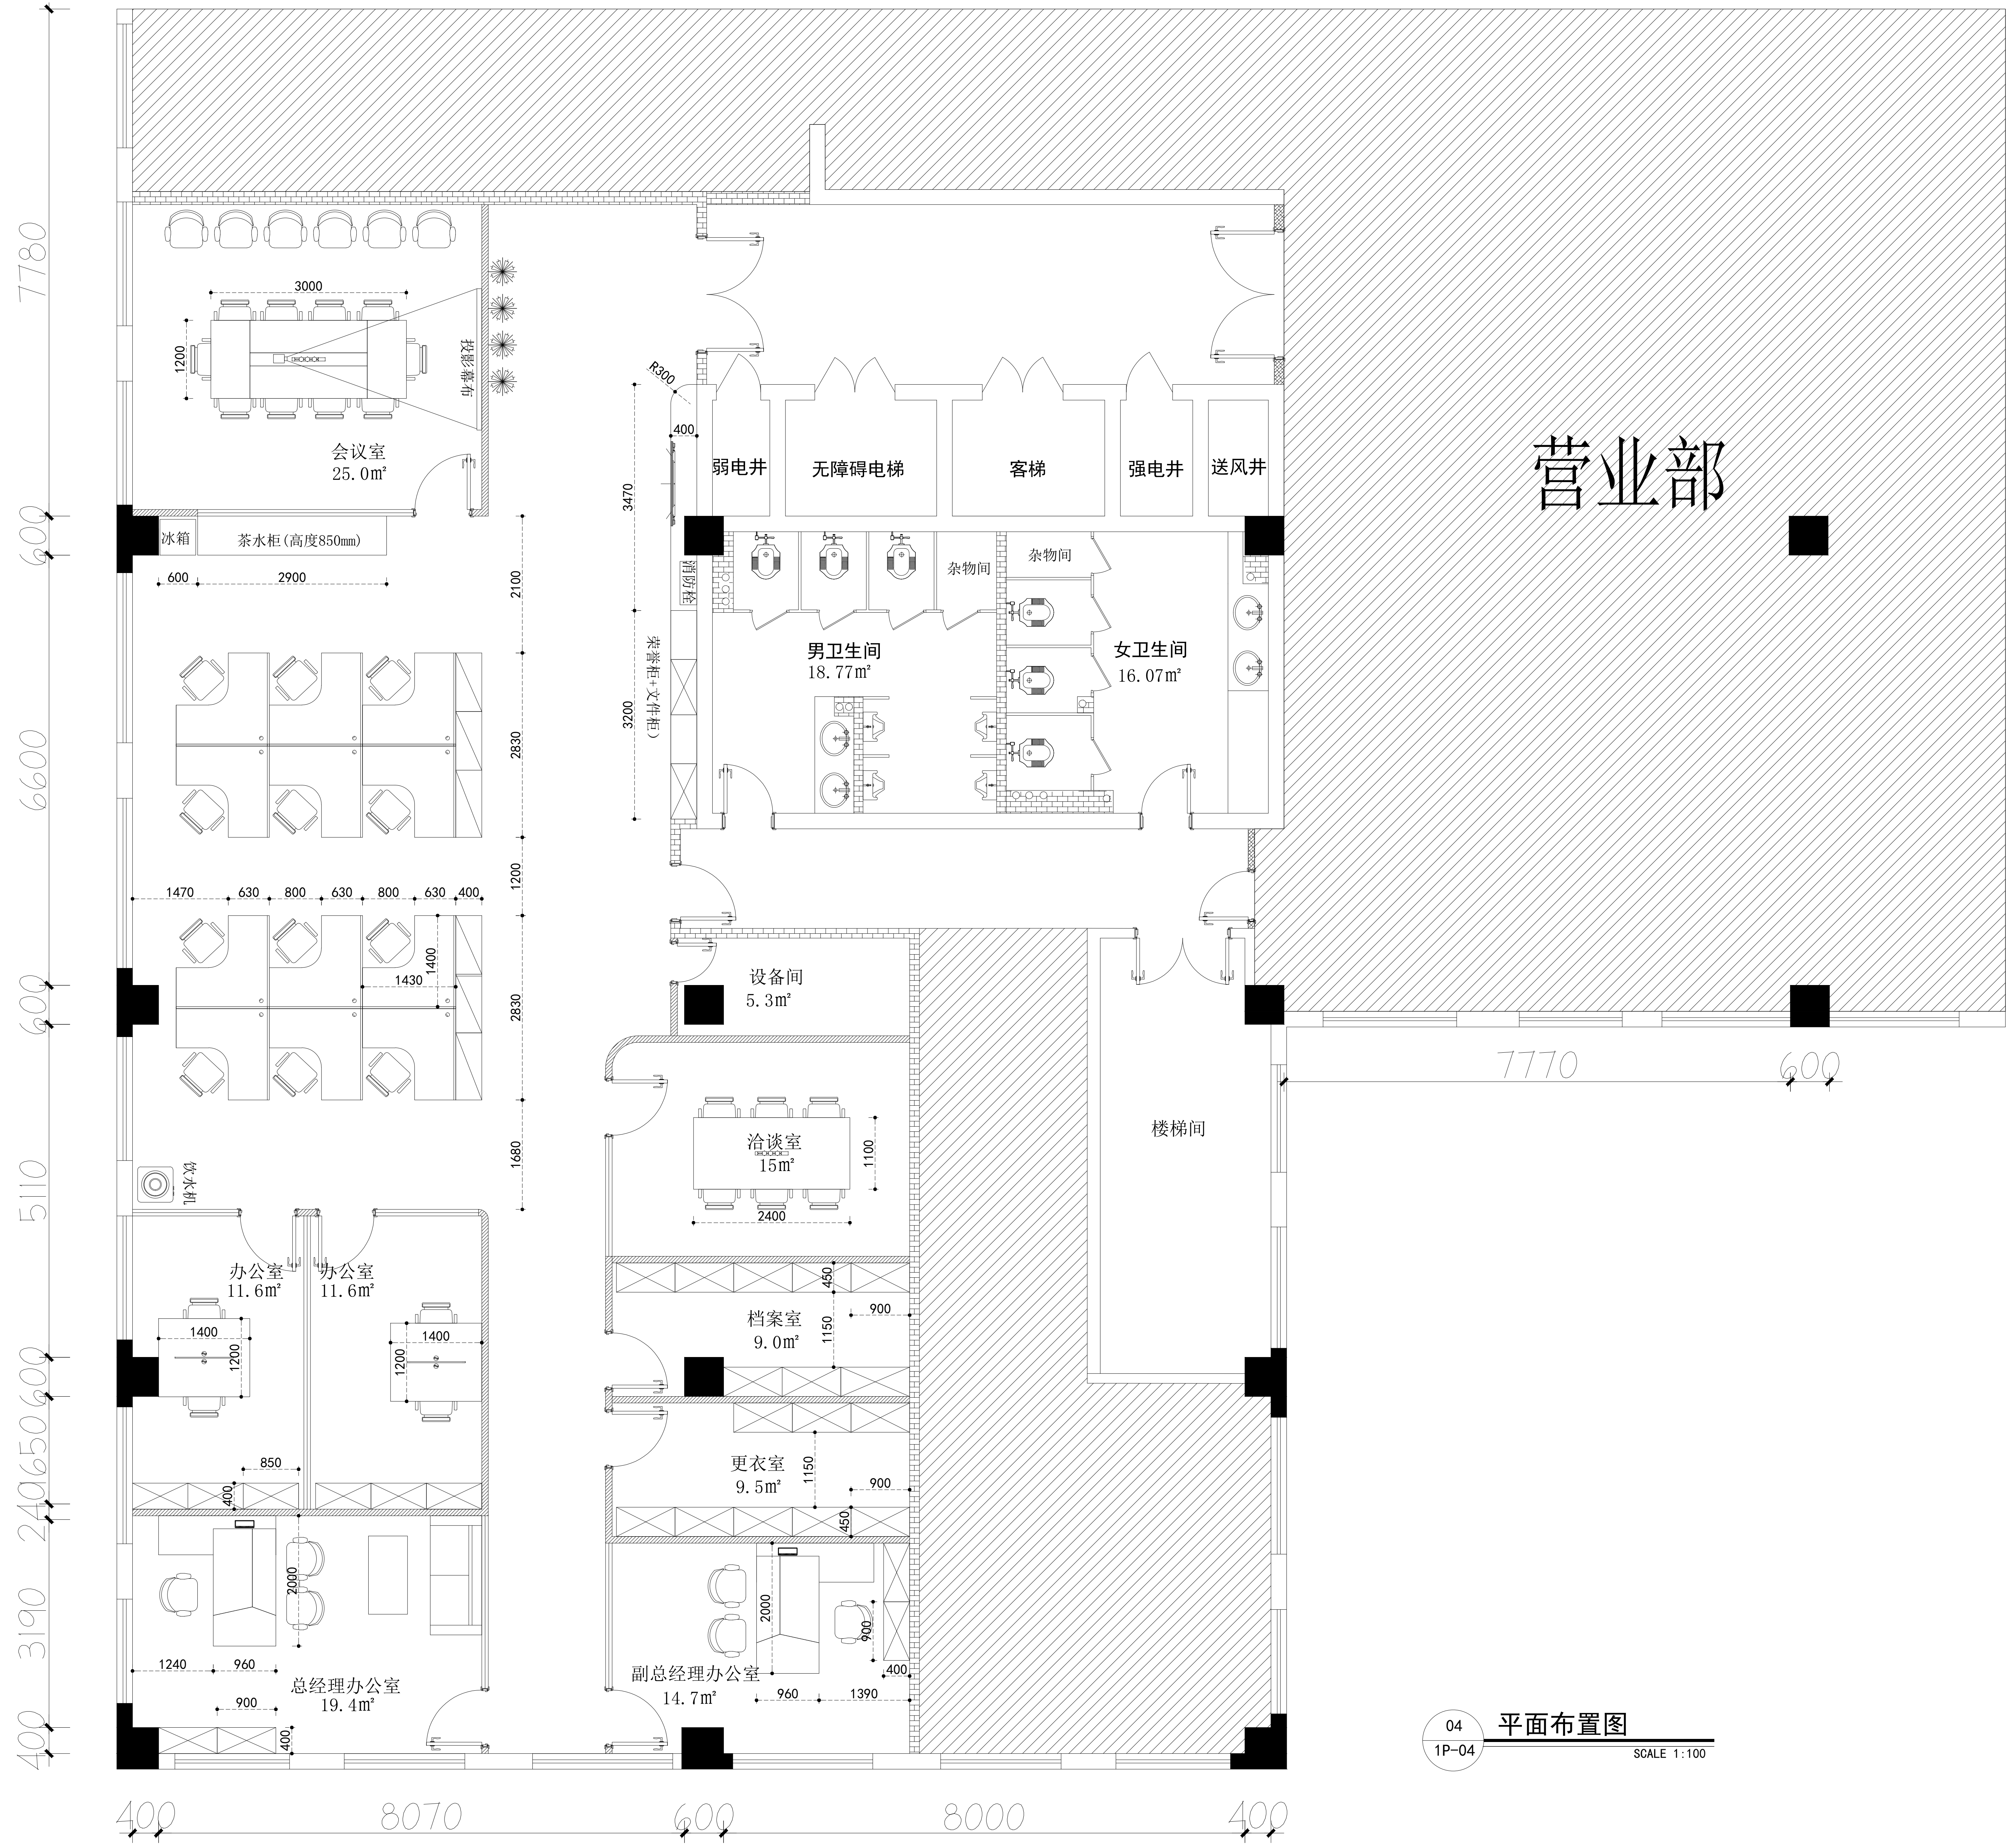 7780
600
6600
600
5110
600
650
240
3190
400
3000
1200
投影幕布
会议室
25.0㎡
R300
400
3470
弱电井
无障碍电梯
客梯
强电井
送风井
营业部
冰箱
茶水柜(高度850mm)
600
2900
2100
消防栓
杂物间
杂物间
荣誉柜+文件柜)
3200
男卫生间
18.77㎡
女卫生间
16.07㎡
2830
1200
1470
630
800
630
800
630
400
1400
1430
2830
设备间
5.3㎡
7770
600
1680
楼梯间
洽谈室
15㎡
1100
2400
饮水机
办公室
11.6㎡
办公室
11.6㎡
1400
1200
1400
1200
450
900
档案室
9.0㎡
1150
850
400
更衣室
9.5㎡
1150
900
450
2000
2000
900
1240
960
总经理办公室
19.4㎡
900
400
副总经理办公室
14.7㎡
400
960
1390
04
平面布置图
1P-04
SCALE 1:100
400
8070
600
8000
400